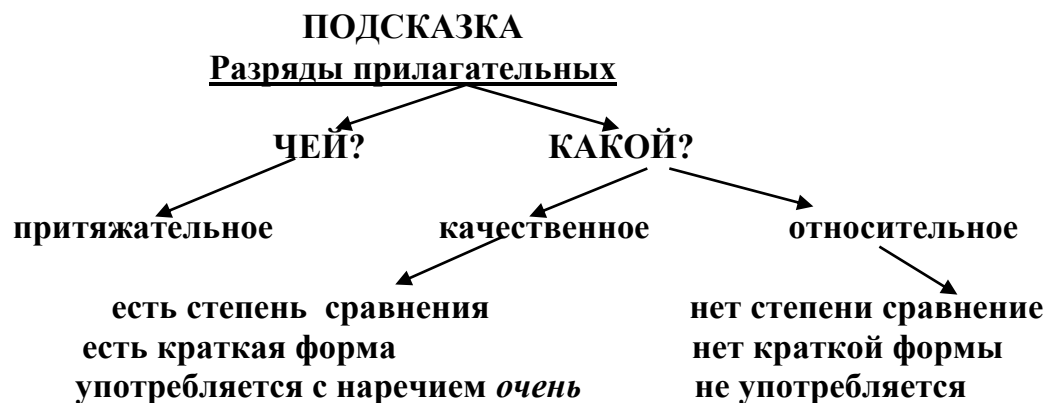 ПОДСКАЗКА
Разряды прилагательных
ЧЕЙ? КАКОЙ?
притяжательное качественное относительное
есть степень сравнения нет степени сравнение
есть краткая форма нет краткой формы
употребляется с наречием очень не употребляется